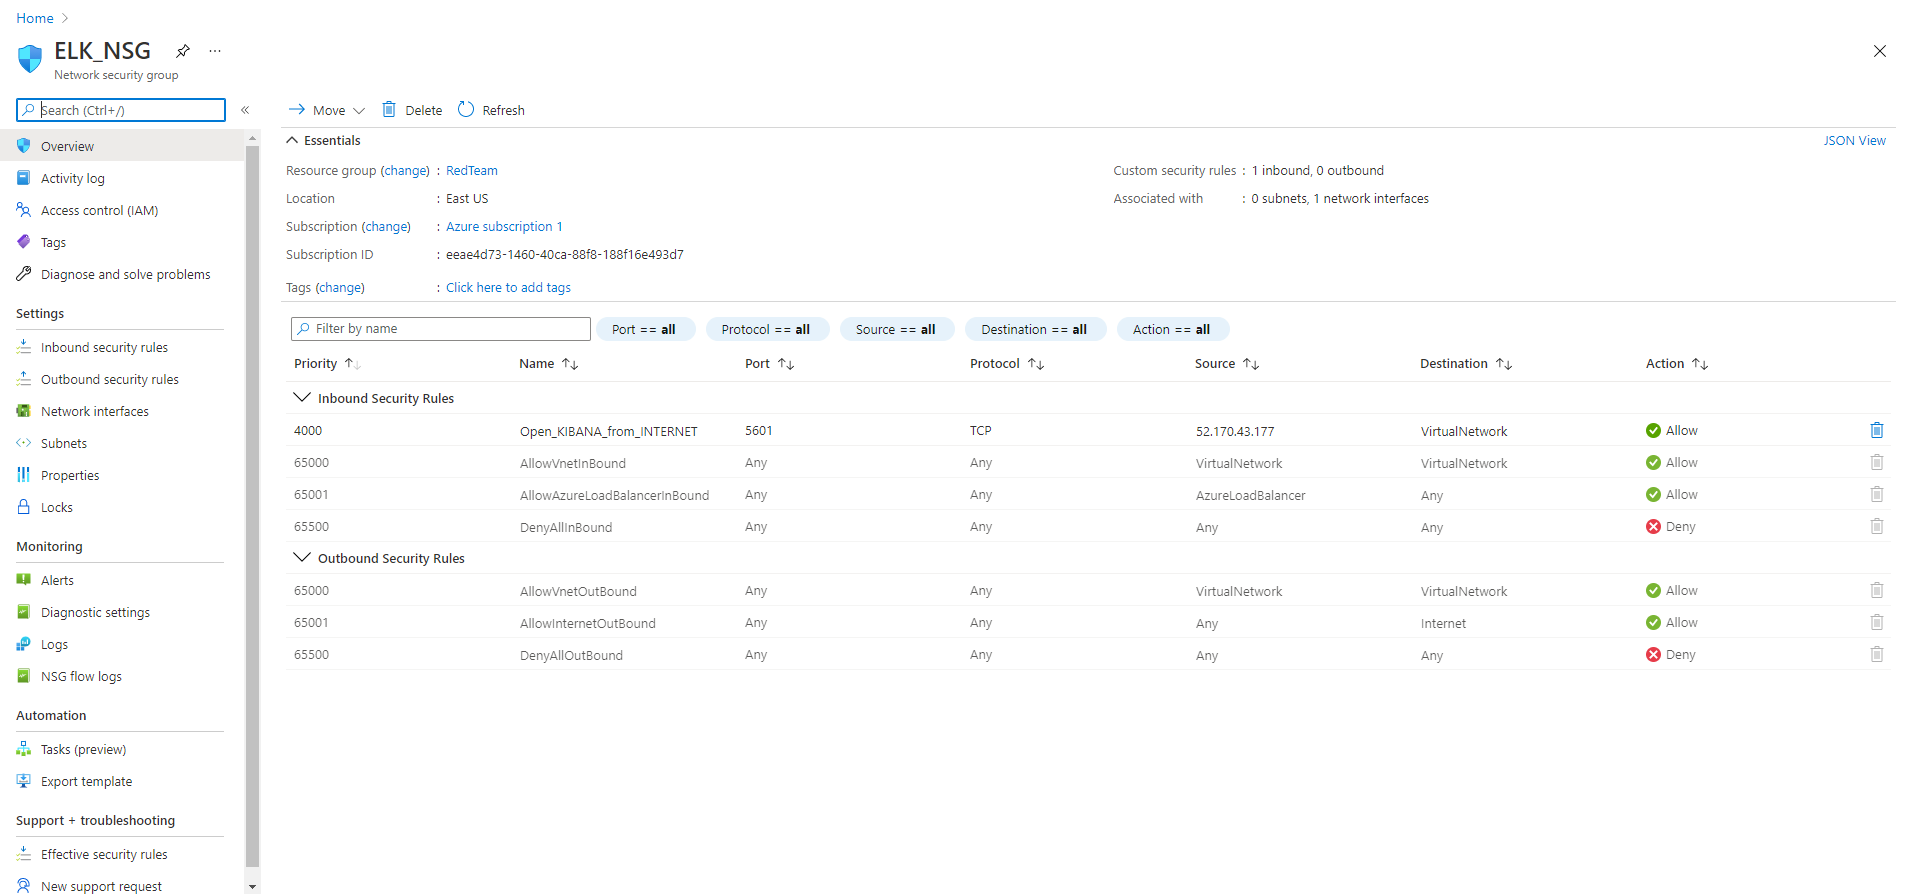 Home
ELK_NSG
Network security group
Search (Ctrl+/)
Overview
Activity log
Access control (IAM)
Tags
Diagnose and solve problems
Settings
Inbound security rules
Outbound security rules
Network interfaces
Subnets
Properties
Locks
Monitoring
Alerts
Diagnostic settings
Logs
NSG flow logs
Automation
Tasks (preview)
Export template
Support + troubleshooting
Effective security rules
New support request
Move Delete Refresh
Essentials JSON View
Resource group (change) : RedTeam
Location : East US
Subscription (change) : Azure subscription 1
Subscription ID : eeae4d73-1460-40ca-88f8-188f16e493d7
Tags (change) : Click here to add tags
Custom security rules : 1 inbound, 0 outbound
Associated with : 0 subnets, 1 network interfaces
Filter by name Port == all Protocol == all Source == all Destination == all Action == all
Priority Name Port Protocol Source Destination Action
Inbound Security Rules
4000 Open_KIBANA_from_INTERNET 5601 TCP 52.170.43.177 VirtualNetwork Allow
65000 AllowVnetInBound Any Any VirtualNetwork VirtualNetwork Allow
65001 AllowAzureLoadBalancerInBound Any Any AzureLoadBalancer Any Allow
65500 DenyAllInBound Any Any Any Any Deny
Outbound Security Rules
65000 AllowVnetOutBound Any Any VirtualNetwork VirtualNetwork Allow
65001 AllowInternetOutBound Any Any Any Internet Allow
65500 DenyAllOutBound Any Any Any Any Deny